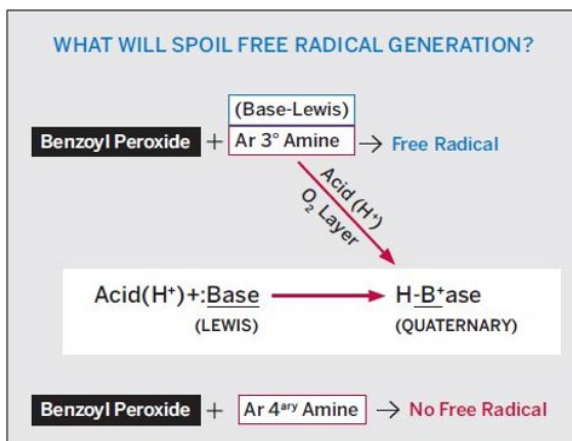 WHAT WILL SPOIL FREE RADICAL GENERATION?
(Base-Lewis)
Benzoyl Peroxide + Ar 3° Amine → Free Radical
Acid (H⁺)
O₂ Layer
Acid(H⁺)+:Base → H-B⁺ase
(LEWIS) (QUATERNARY)
Benzoyl Peroxide + Ar 4ᵃʳʸ Amine → No Free Radical